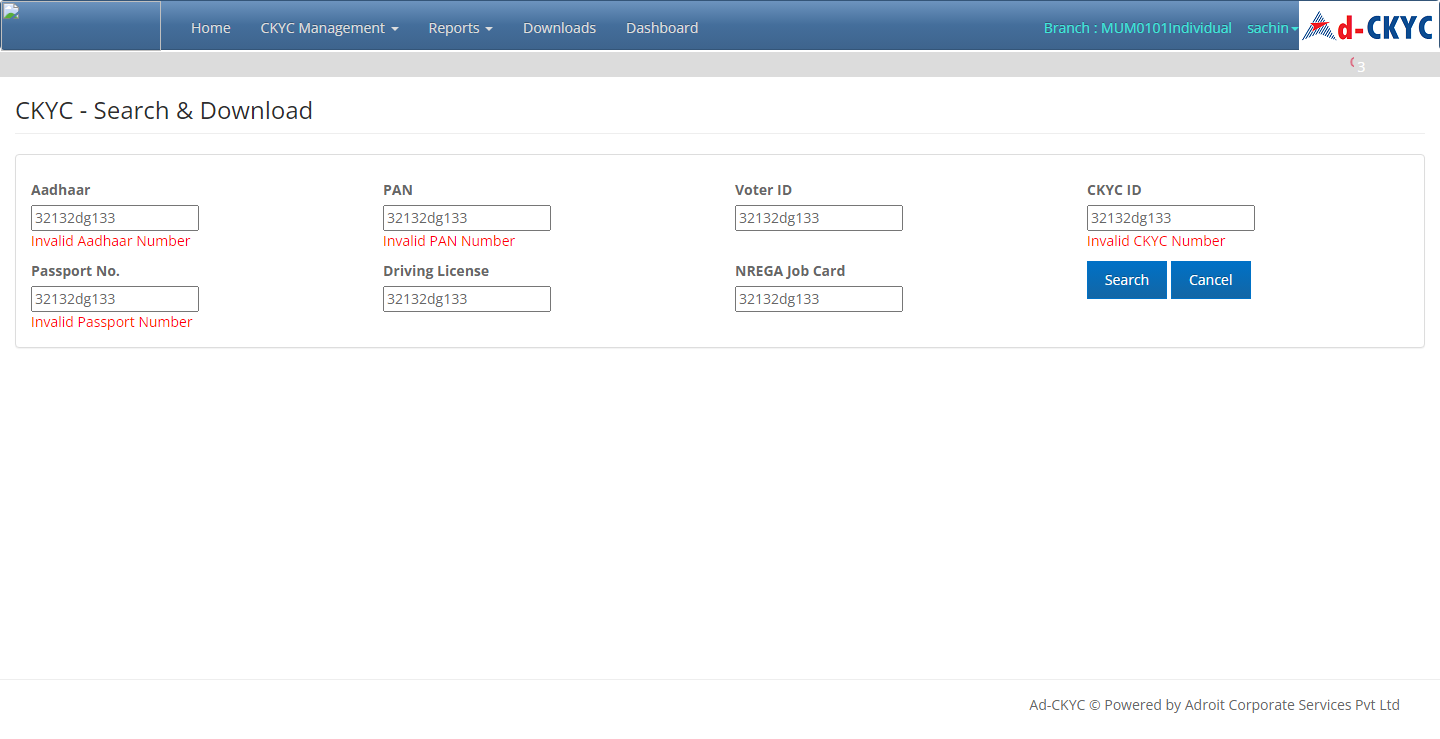 Home CKYC Management Reports Downloads Dashboard Branch : MUM0101Individual sachin d-CKYC
3
CKYC - Search & Download
Aadhaar PAN Voter ID CKYC ID
32132dg133 32132dg133 32132dg133 32132dg133
Invalid Aadhaar Number Invalid PAN Number Invalid CKYC Number
Passport No. Driving License NREGA Job Card Search Cancel
32132dg133 32132dg133 32132dg133
Invalid Passport Number
Ad-CKYC © Powered by Adroit Corporate Services Pvt Ltd